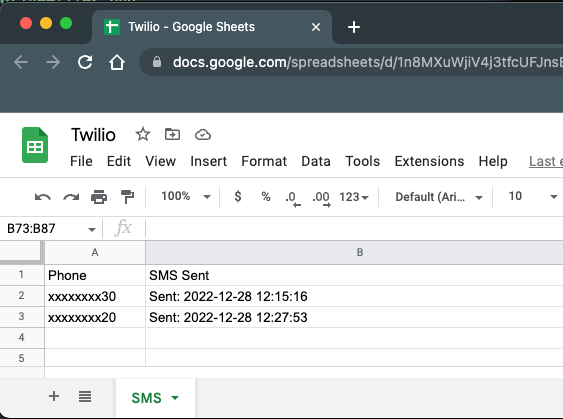 Twilio - Google Sheets
docs.google.com/spreadsheets/d/1n8MXuWjiV4j3tfcUFJns
Twilio
File Edit View Insert Format Data Tools Extensions Help Last
100% $ % .0 .00 123 Default (Ari... 10
B73:B87 fx
A B
1 Phone SMS Sent
2 xxxxxxxx30 Sent: 2022-12-28 12:15:16
3 xxxxxxxx20 Sent: 2022-12-28 12:27:53
4
5
SMS